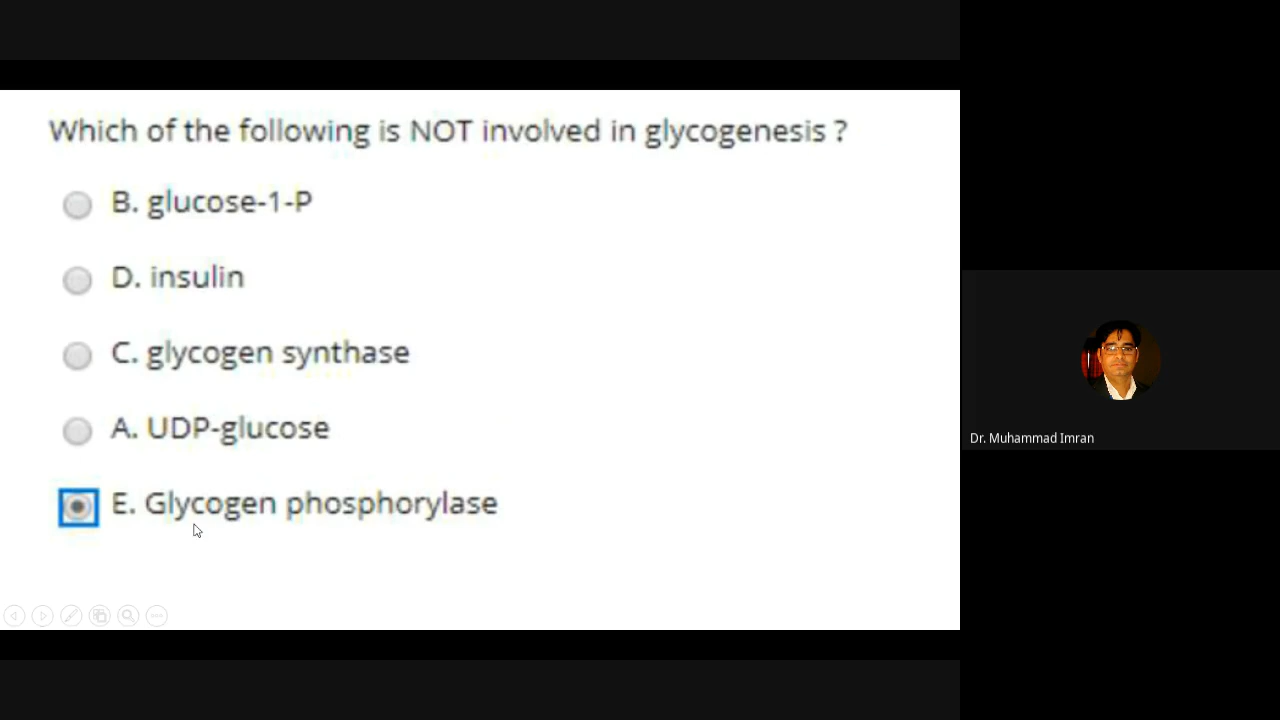 Which of the following is NOT involved in glycogenesis ?
B. glucose-1-P
D. insulin
C. glycogen synthase
A. UDP-glucose
E. Glycogen phosphorylase
Dr. Muhammad Imran